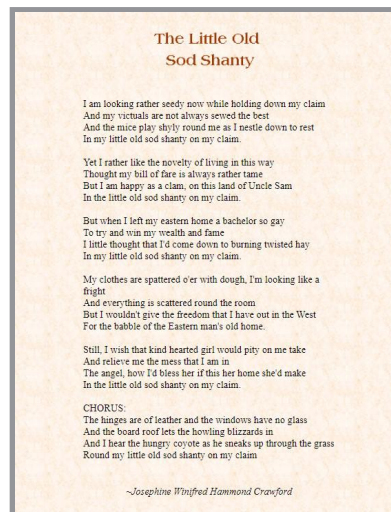 The Little Old
Sod Shanty
I am looking rather seedy now while holding down my claim
And my victuals are not always sewed the best
And the mice play shyly round me as I nestle down to rest
In my little old sod shanty on my claim.
Yet I rather like the novelty of living in this way
Thought my bill of fare is always rather tame
But I am happy as a clam, on this land of Uncle Sam
In the little old sod shanty on my claim.
But when I left my eastern home a bachelor so gay
To try and win my wealth and fame
I little thought that I'd come down to burning twisted hay
In my little old sod shanty on my claim.
My clothes are spattered o'er with dough, I'm looking like a
fright
And everything is scattered round the room
But I wouldn't give the freedom that I have out in the West
For the babble of the Eastern man's old home.
Still, I wish that kind hearted girl would pity on me take
And relieve me the mess that I am in
The angel, how I'd bless her if this her home she'd make
In the little old sod shanty on my claim.
CHORUS:
The hinges are of leather and the windows have no glass
And the board roof lets the howling blizzards in
And I hear the hungry coyote as he sneaks up through the grass
Round my little old sod shanty on my claim
~Josephine Winifred Hammond Crawford